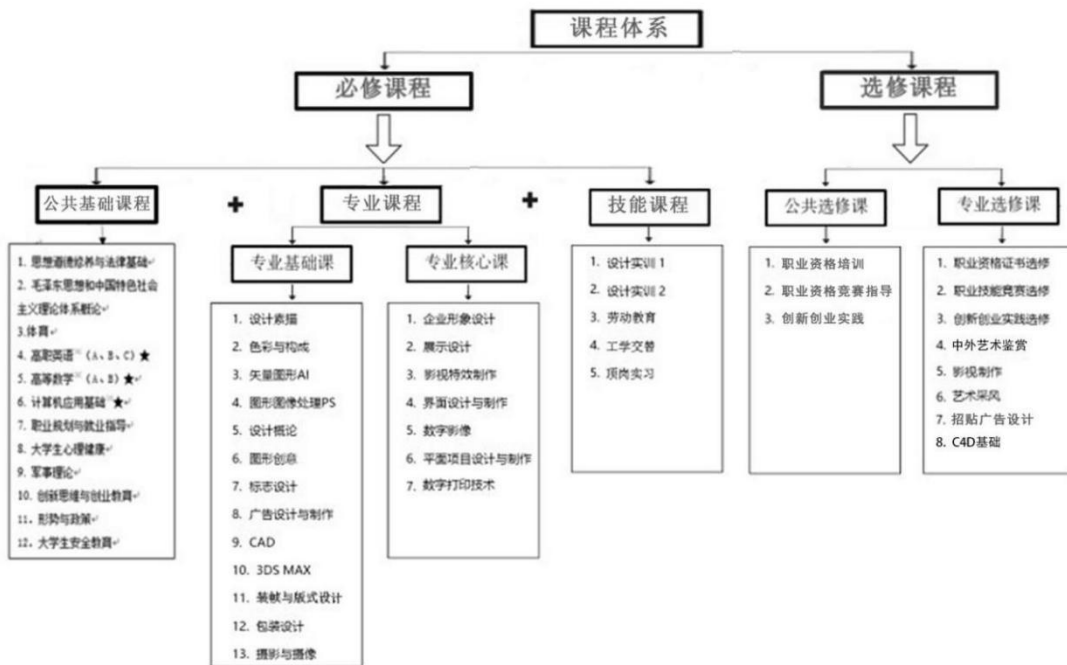 课程体系
必修课程
选修课程
公共基础课程
+
专业课程
+
技能课程
公共选修课
专业选修课
1. 思想道德修养与法律基础
2. 毛泽东思想和中国特色社会
主义理论体系概论
3.体育
4. 高职英语（A、B、C）★
5. 高等数学（A、B）★
6. 计算机应用基础★
7. 职业规划与就业指导
8. 大学生心理健康
9. 军事理论
10. 创新思维与创业教育
11. 形势与政策
12. 大学生安全教育
专业基础课
1. 设计素描
2. 色彩与构成
3. 矢量图形AI
4. 图形图像处理PS
5. 设计概论
6. 图形创意
7. 标志设计
8. 广告设计与制作
9. CAD
10. 3DS MAX
11. 装帧与版式设计
12. 包装设计
13. 摄影与摄像
专业核心课
1. 企业形象设计
2. 展示设计
3. 影视特效制作
4. 界面设计与制作
5. 数字影像
6. 平面项目设计与制作
7. 数字打印技术
1. 设计实训 1
2. 设计实训 2
3. 劳动教育
4. 工学交替
5. 顶岗实习
1. 职业资格培训
2. 职业资格竞赛指导
3. 创新创业实践
1. 职业资格证书选修
2. 职业技能竞赛选修
3. 创新创业实践选修
4. 中外艺术鉴赏
5. 影视制作
6. 艺术采风
7. 招贴广告设计
8. C4D基础